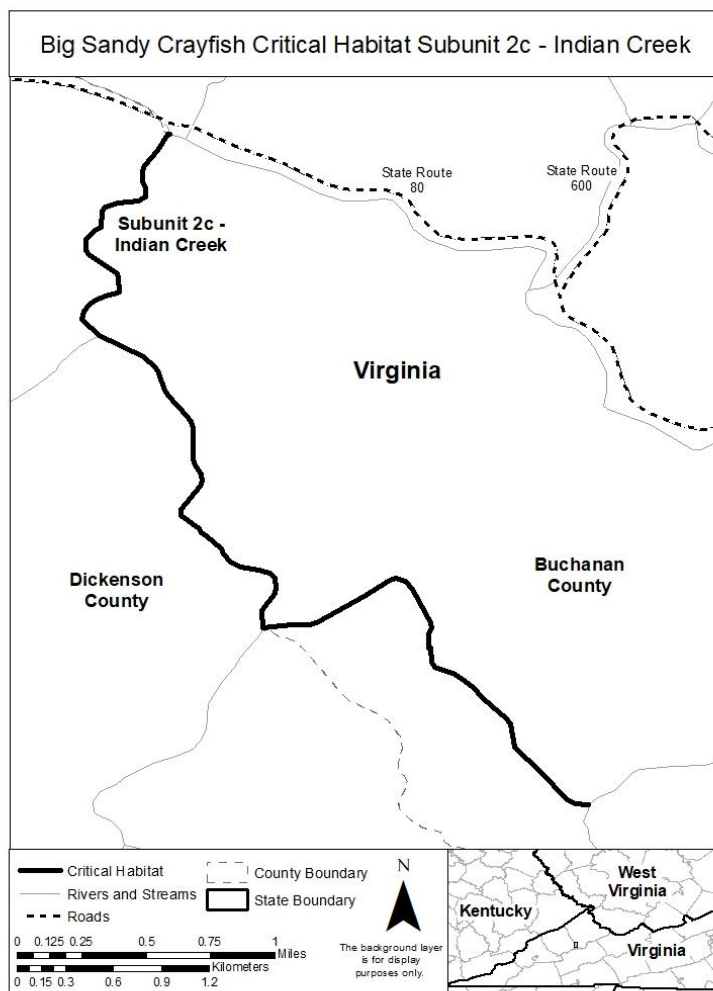 Big Sandy Crayfish Critical Habitat Subunit 2c - Indian Creek
State Route
80
State Route
600
Subunit 2c -
Indian Creek
Virginia
Dickenson
County
Buchanan
County
Critical Habitat
Rivers and Streams
Roads
County Boundary
State Boundary
N
The background layer
is for display
purposes only.
0 0.125 0.25 0.5 0.75 1
Miles
Kilometers
0 0.15 0.3 0.6 0.9 1.2
West
Virginia
Kentucky
Virginia